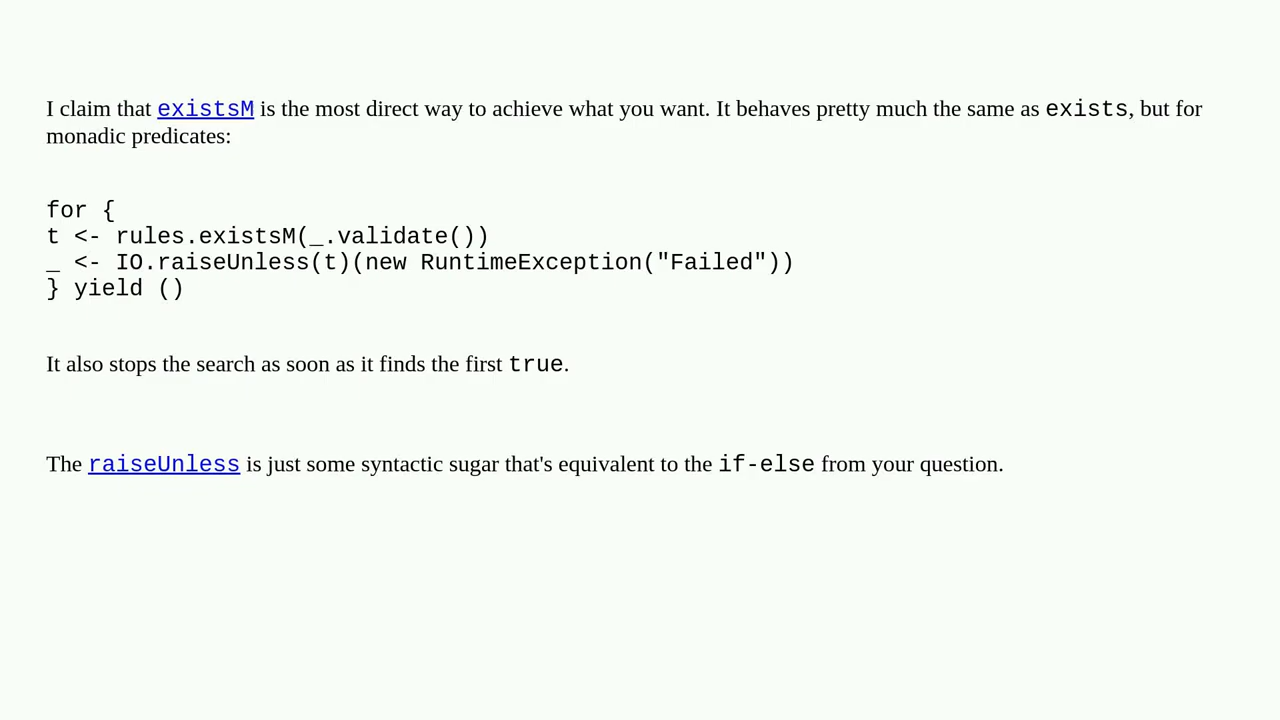 I claim that existsM is the most direct way to achieve what you want. It behaves pretty much the same as exists, but for
monadic predicates:
for {
t <- rules.existsM(_.validate())
_ <- IO.raiseUnless(t)(new RuntimeException("Failed"))
} yield ()
It also stops the search as soon as it finds the first true.
The raiseUnless is just some syntactic sugar that's equivalent to the if-else from your question.